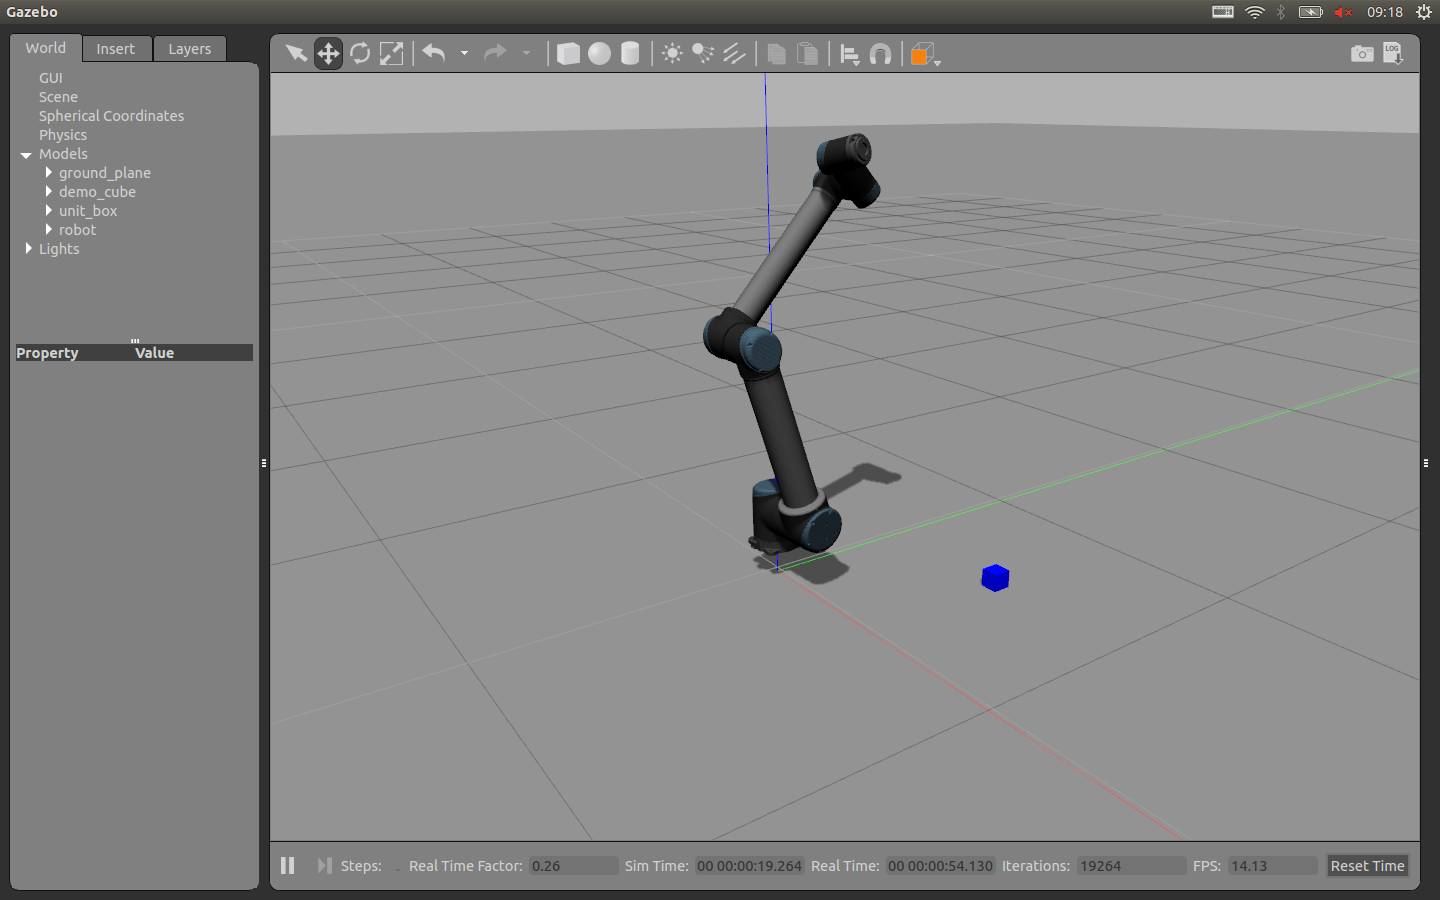 Gazebo
09:18
World Insert Layers
GUI
Scene
Spherical Coordinates
Physics
Models
ground_plane
demo_cube
unit_box
robot
Lights
Property Value
LOG
Steps: Real Time Factor: 0.26 Sim Time: 00 00:00:19.264 Real Time: 00 00:00:54.130 Iterations: 19264 FPS: 14.13 Reset Time